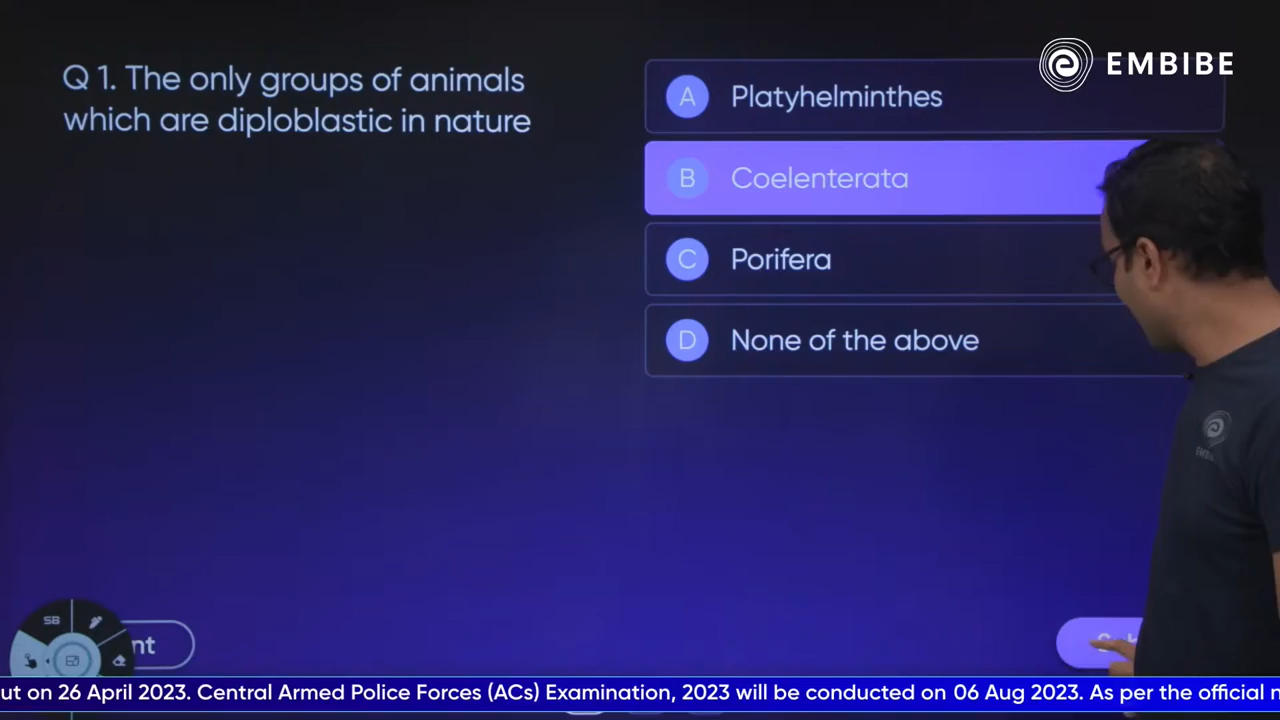 EMBIBE
Q 1. The only groups of animals
which are diploblastic in nature
A Platyhelminthes
B Coelenterata
C Porifera
D None of the above
SB
ut on 26 April 2023. Central Armed Police Forces (ACs) Examination, 2023 will be conducted on 06 Aug 2023. As per the official n